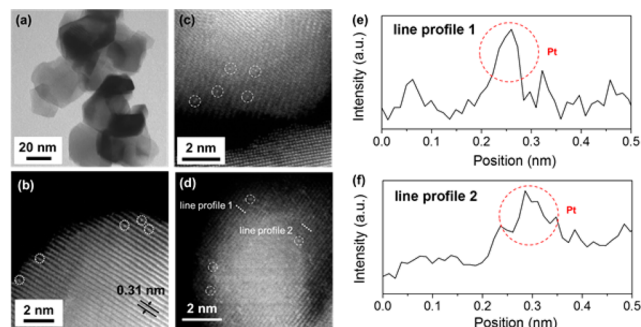 (a)
20 nm
(b)
0.31 nm
2 nm
(c)
2 nm
(d)
line profile 1
line profile 2
2 nm
(e)
line profile 1
Pt
Intensity (a.u.)
0.0 0.1 0.2 0.3 0.4 0.5
Position (nm)
(f)
line profile 2
Pt
Intensity (a.u.)
0.0 0.1 0.2 0.3 0.4 0.5
Position (nm)